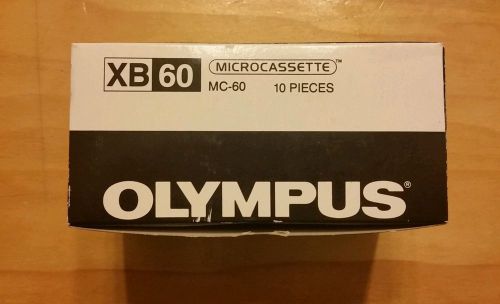 XB 60 MICROCASSETTE™
MC-60 10 PIECES
OLYMPUS®